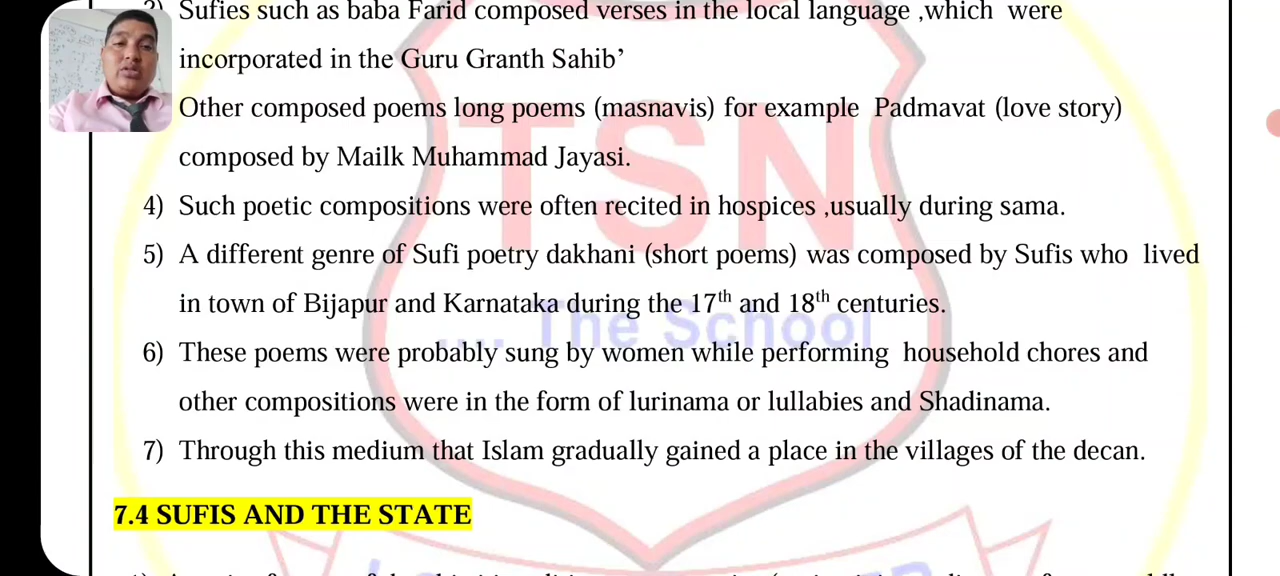 Sufies such as baba Farid composed verses in the local language ,which were
incorporated in the Guru Granth Sahib’
Other composed poems long poems (masnavis) for example Padmavat (love story)
composed by Mailk Muhammad Jayasi.
4) Such poetic compositions were often recited in hospices ,usually during sama.
5) A different genre of Sufi poetry dakhani (short poems) was composed by Sufis who lived
in town of Bijapur and Karnataka during the 17th and 18th centuries.
6) These poems were probably sung by women while performing household chores and
other compositions were in the form of lurinama or lullabies and Shadinama.
7) Through this medium that Islam gradually gained a place in the villages of the decan.
7.4 SUFIS AND THE STATE
TSN
.... The School